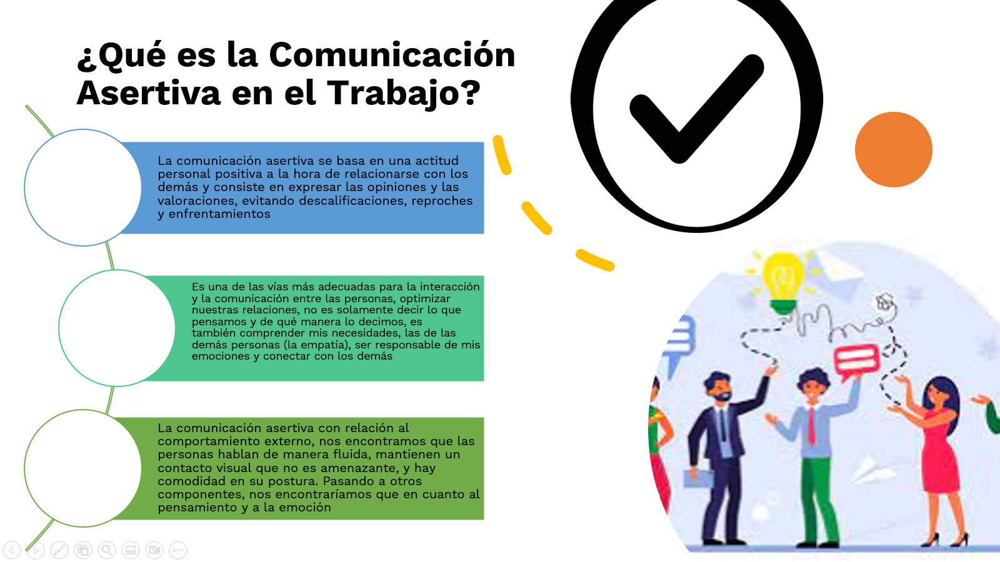 ¿Qué es la Comunicación
Asertiva en el Trabajo?
La comunicación asertiva se basa en una actitud
personal positiva a la hora de relacionarse con los
demás y consiste en expresar las opiniones y las
valoraciones, evitando descalificaciones, reproches
y enfrentamientos
Es una de las vías más adecuadas para la interacción
y la comunicación entre las personas, optimizar
nuestras relaciones, no es solamente decir lo que
pensamos y de qué manera lo decimos, es
también comprender mis necesidades, las de las
demás personas (la empatía), ser responsable de mis
emociones y conectar con los demás
La comunicación asertiva con relación al
comportamiento externo, nos encontramos que las
personas hablan de manera fluida, mantienen un
contacto visual que no es amenazante, y hay
comodidad en su postura. Pasando a otros
componentes, nos encontraríamos que en cuanto al
pensamiento y a la emoción